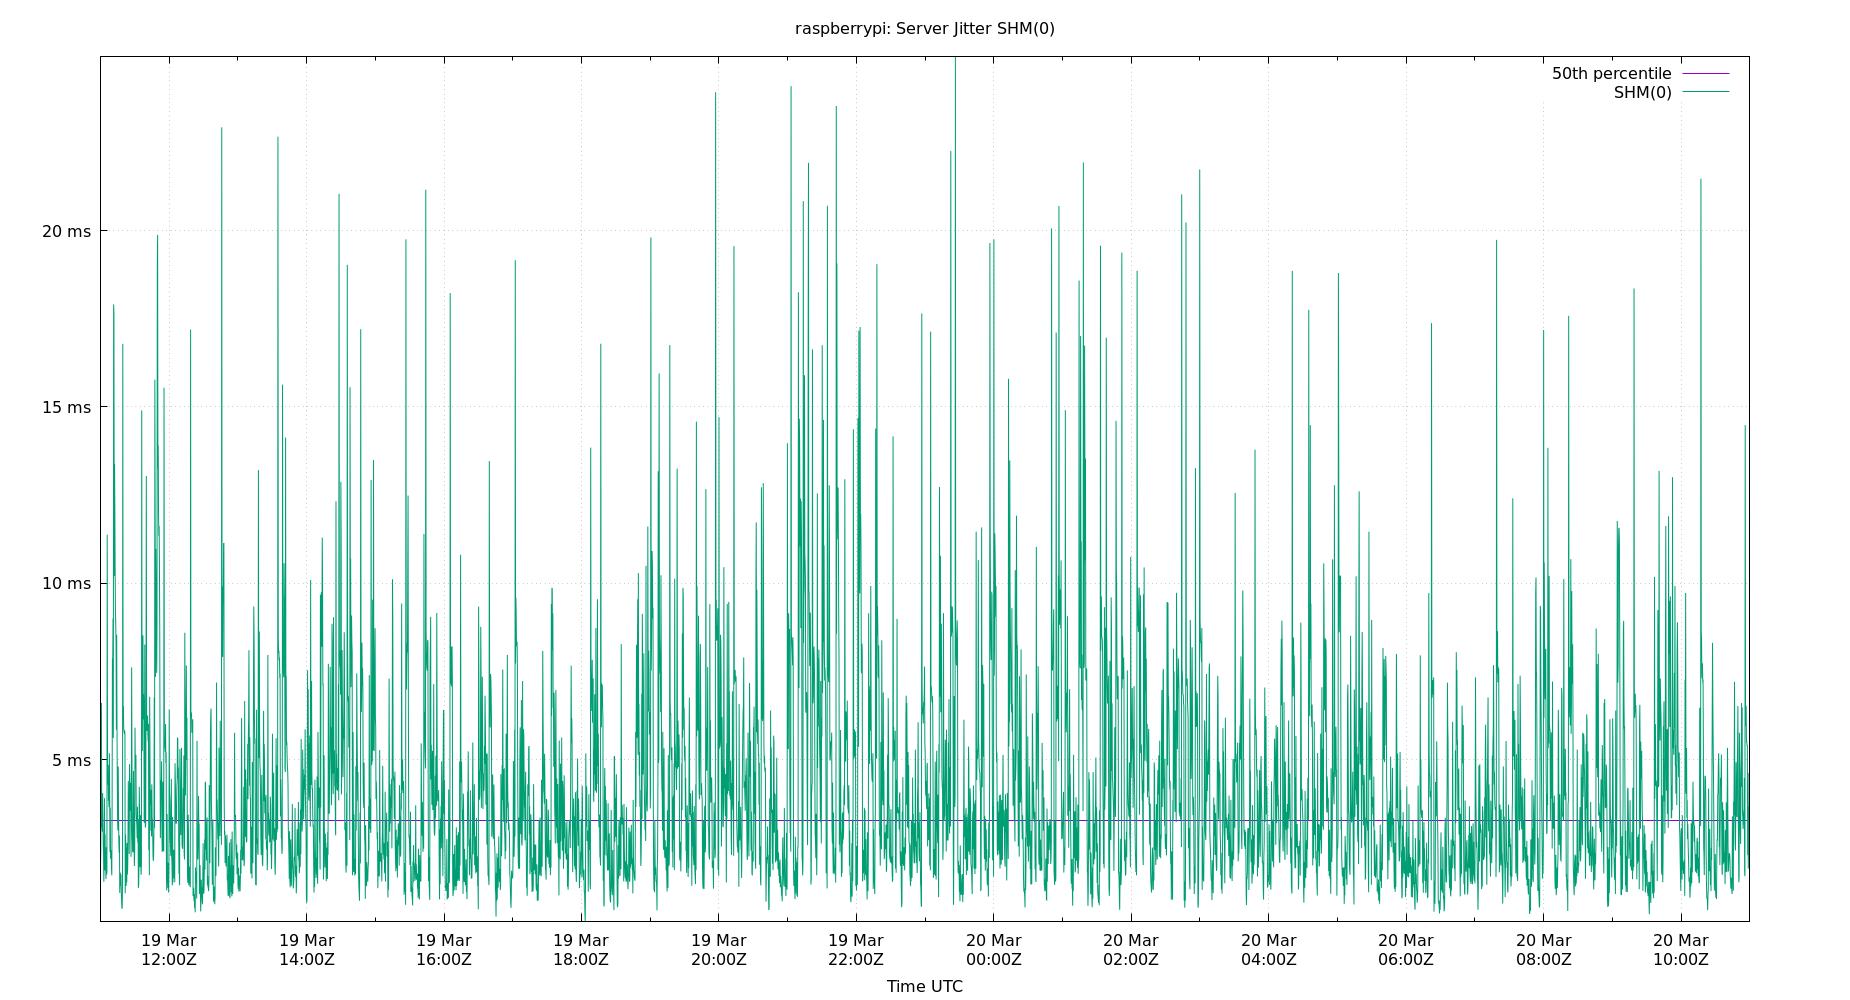 raspberrypi: Server Jitter SHM(0)
50th percentile
SHM(0)
20 ms
15 ms
10 ms
5 ms
19 Mar 19 Mar 19 Mar 19 Mar 19 Mar 19 Mar 20 Mar 20 Mar 20 Mar 20 Mar 20 Mar 20 Mar
12:00Z 14:00Z 16:00Z 18:00Z 20:00Z 22:00Z 00:00Z 02:00Z 04:00Z 06:00Z 08:00Z 10:00Z
Time UTC